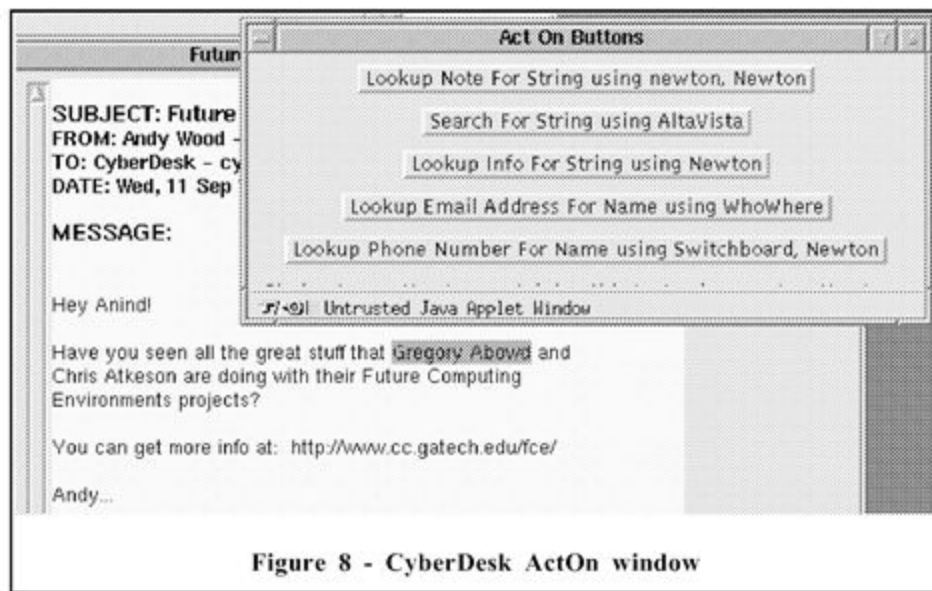 Act On Buttons
Lookup Note For String using newton, Newton
Search For String using AltaVista
Lookup Info For String using Newton
Lookup Email Address For Name using WhoWhere
Lookup Phone Number For Name using Switchboard, Newton
Untrusted Java Applet Window
Futur
SUBJECT: Future
FROM: Andy Wood -
TO: CyberDesk - cy
DATE: Wed, 11 Sep
MESSAGE:
Hey Anind!
Have you seen all the great stuff that Gregory Abowd and
Chris Atkeson are doing with their Future Computing
Environments projects?
You can get more info at: http://www.cc.gatech.edu/fce/
Andy...
Figure 8 - CyberDesk ActOn window